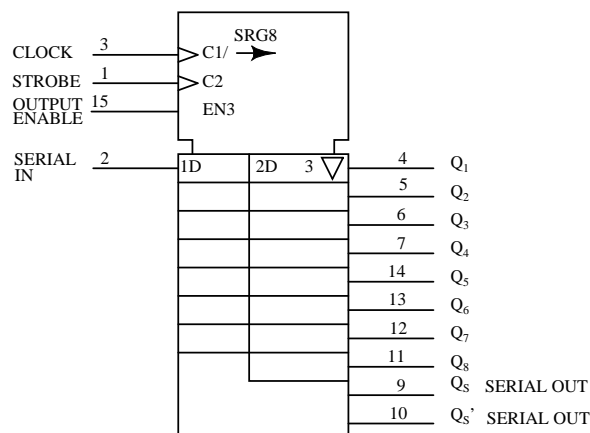 SRG8
CLOCK 3 C1/
STROBE 1 C2
OUTPUT ENABLE 15 EN3
SERIAL IN 2 1D 2D 3 4 Q₁
5 Q₂
6 Q₃
7 Q₄
14 Q₅
13 Q₆
12 Q₇
11 Q₈
9 Qₛ SERIAL OUT
10 Qₛ' SERIAL OUT